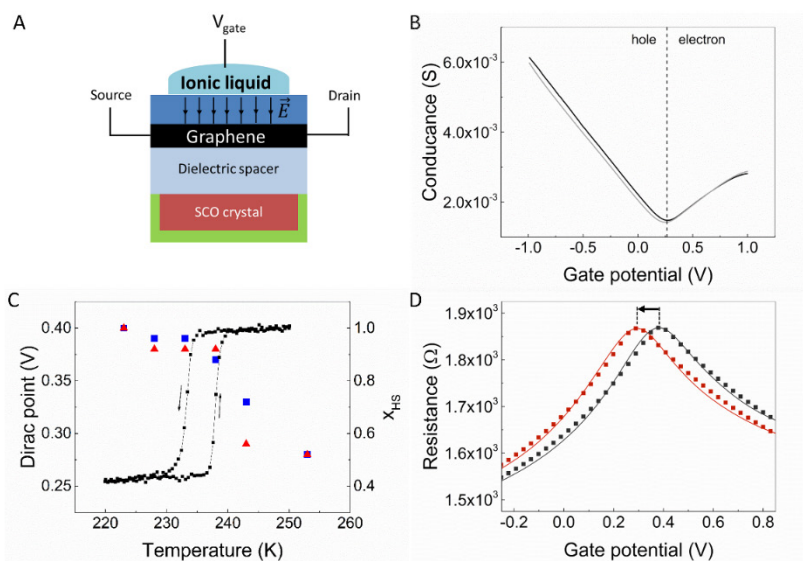 A
V_gate
Ionic liquid
Source
Drain
E
Graphene
Dielectric spacer
SCO crystal
B
hole
electron
6.0x10⁻³
4.0x10⁻³
2.0x10⁻³
Conducance (S)
-1.0
-0.5
0.0
0.5
1.0
Gate potential (V)
C
0.40
0.35
0.30
0.25
Dirac point (V)
1.0
0.8
0.6
0.4
x_HS
220
230
240
250
260
Temperature (K)
D
1.9x10³
1.8x10³
1.7x10³
1.6x10³
1.5x10³
Resistance (Ω)
-0.2
0.0
0.2
0.4
0.6
0.8
Gate potential (V)